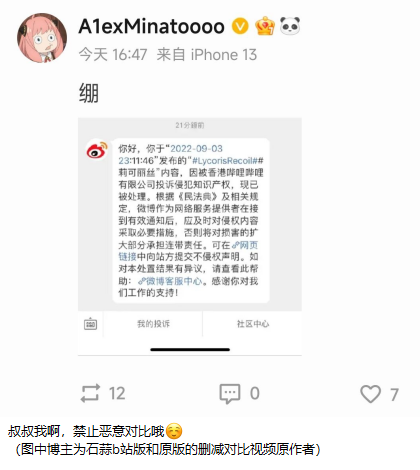 A1exMinatoooo
今天 16:47 来自 iPhone 13
绷
21分鐘前
你好，你于“2022-09-03
23:11:46”发布的“#LycorisRecoil##
莉可丽丝”内容，因被香港哔哩哔哩
有限公司投诉侵犯知识产权，现已
被处理。根据《民法典》及相关规
定，微博作为网络服务提供者在接
到有效通知后，应及时对侵权内容
采取必要措施，否则将对损害的扩
大部分承担连带责任。可在网页
链接中向站方提交不侵权声明。如
对本处置结果有异议，请查看此帮
助：微博客服中心。感谢你对我
们工作的支持！
我的投诉
社区中心
12
0
7
叔叔我啊，禁止恶意对比哦☺️
（图中博主为石蒜b站版和原版的删减对比视频原作者）